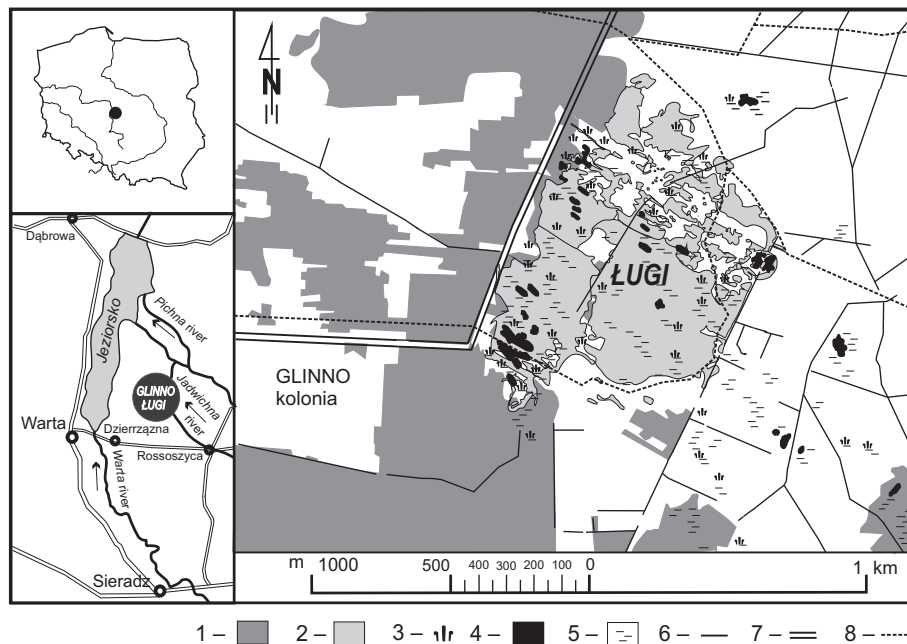 N
Dąbrowa
Jeziorsko
Pichna river
Jadwichna
river
GLINNO
ŁUGI
Warta
Dzierrzązna
Rossoszyca
Warta river
Sieradz
ŁUGI
GLINNO
kolonia
m 1000 500 400 300 200 100 0 1 km
1 – 2 – 3 – 4 – 5 – 6 – 7 – 8 –